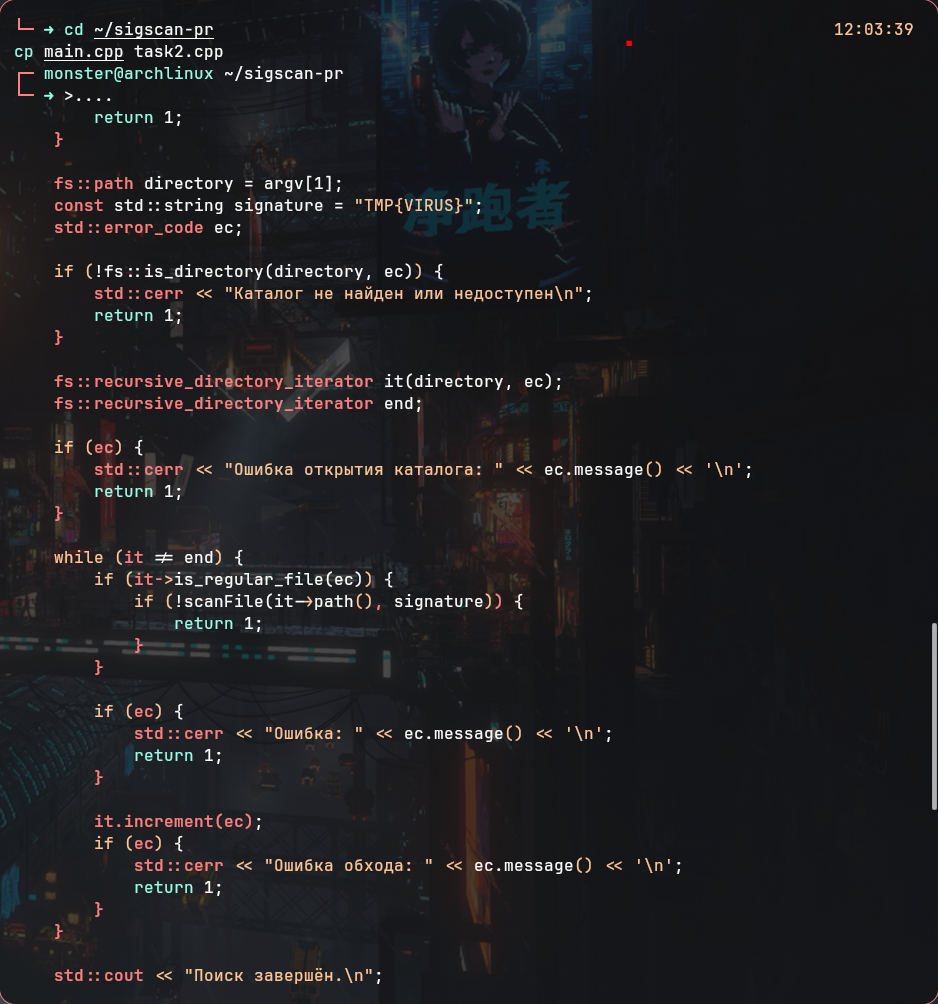 ➜ cd ~/sigscan-pr
12:03:39
cp main.cpp task2.cpp
monster@archlinux ~/sigscan-pr
➜ >....
        return 1;
    }

    fs::path directory = argv[1];
    const std::string signature = "TMP{VIRUS}";
    std::error_code ec;

    if (!fs::is_directory(directory, ec)) {
        std::cerr << "Каталог не найден или недоступен\n";
        return 1;
    }

    fs::recursive_directory_iterator it(directory, ec);
    fs::recursive_directory_iterator end;

    if (ec) {
        std::cerr << "Ошибка открытия каталога: " << ec.message() << '\n';
        return 1;
    }

    while (it != end) {
        if (it->is_regular_file(ec)) {
            if (!scanFile(it->path(), signature)) {
                return 1;
            }
        }

        if (ec) {
            std::cerr << "Ошибка: " << ec.message() << '\n';
            return 1;
        }

        it.increment(ec);
        if (ec) {
            std::cerr << "Ошибка обхода: " << ec.message() << '\n';
            return 1;
        }
    }

    std::cout << "Поиск завершён.\n";
净跑者